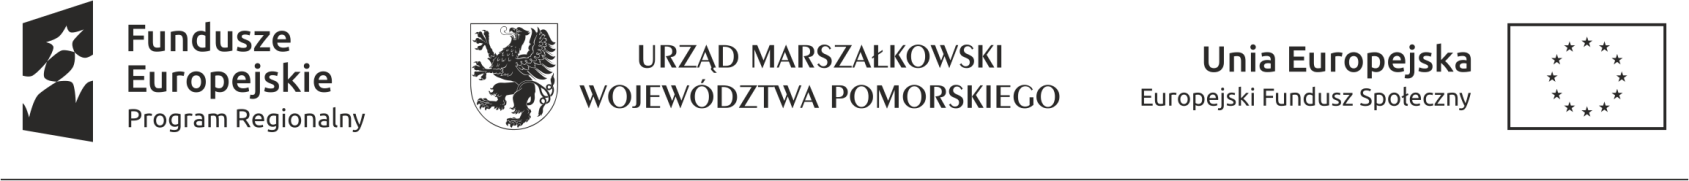 Fundusze
Europejskie
Program Regionalny
URZĄD MARSZAŁKOWSKI
WOJEWÓDZTWA POMORSKIEGO
Unia Europejska
Europejski Fundusz Społeczny